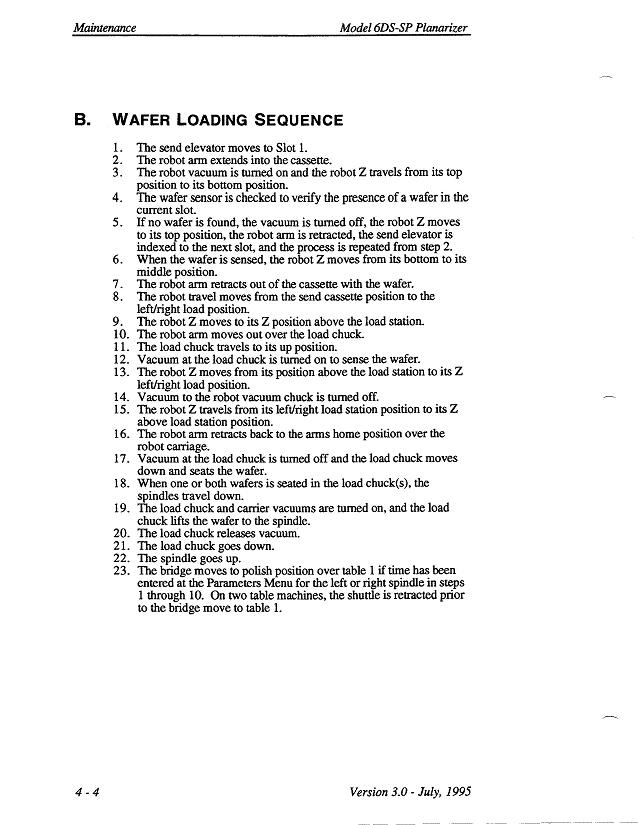 Maintenance Model 6DS-SP Planarizer
B. WAFER LOADING SEQUENCE
1. The send elevator moves to Slot 1.
2. The robot arm extends into the cassette.
3. The robot vacuum is turned on and the robot Z travels from its top
position to its bottom position.
4. The wafer sensor is checked to verify the presence of a wafer in the
current slot.
5. If no wafer is found, the vacuum is turned off, the robot Z moves
to its top position, the robot arm is retracted, the send elevator is
indexed to the next slot, and the process is repeated from step 2.
6. When the wafer is sensed, the robot Z moves from its bottom to its
middle position.
7. The robot arm retracts out of the cassette with the wafer.
8. The robot travel moves from the send cassette position to the
left/right load position.
9. The robot Z moves to its Z position above the load station.
10. The robot arm moves out over the load chuck.
11. The load chuck travels to its up position.
12. Vacuum at the load chuck is turned on to sense the wafer.
13. The robot Z moves from its position above the load station to its Z
left/right load position.
14. Vacuum to the robot vacuum chuck is turned off.
15. The robot Z travels from its left/right load station position to its Z
above load station position.
16. The robot arm retracts back to the arms home position over the
robot carriage.
17. Vacuum at the load chuck is turned off and the load chuck moves
down and seats the wafer.
18. When one or both wafers is seated in the load chuck(s), the
spindles travel down.
19. The load chuck and carrier vacuums are turned on, and the load
chuck lifts the wafer to the spindle.
20. The load chuck releases vacuum.
21. The load chuck goes down.
22. The spindle goes up.
23. The bridge moves to polish position over table 1 if time has been
entered at the Parameters Menu for the left or right spindle in steps
1 through 10. On two table machines, the shuttle is retracted prior
to the bridge move to table 1.
4 - 4 Version 3.0 - July, 1995